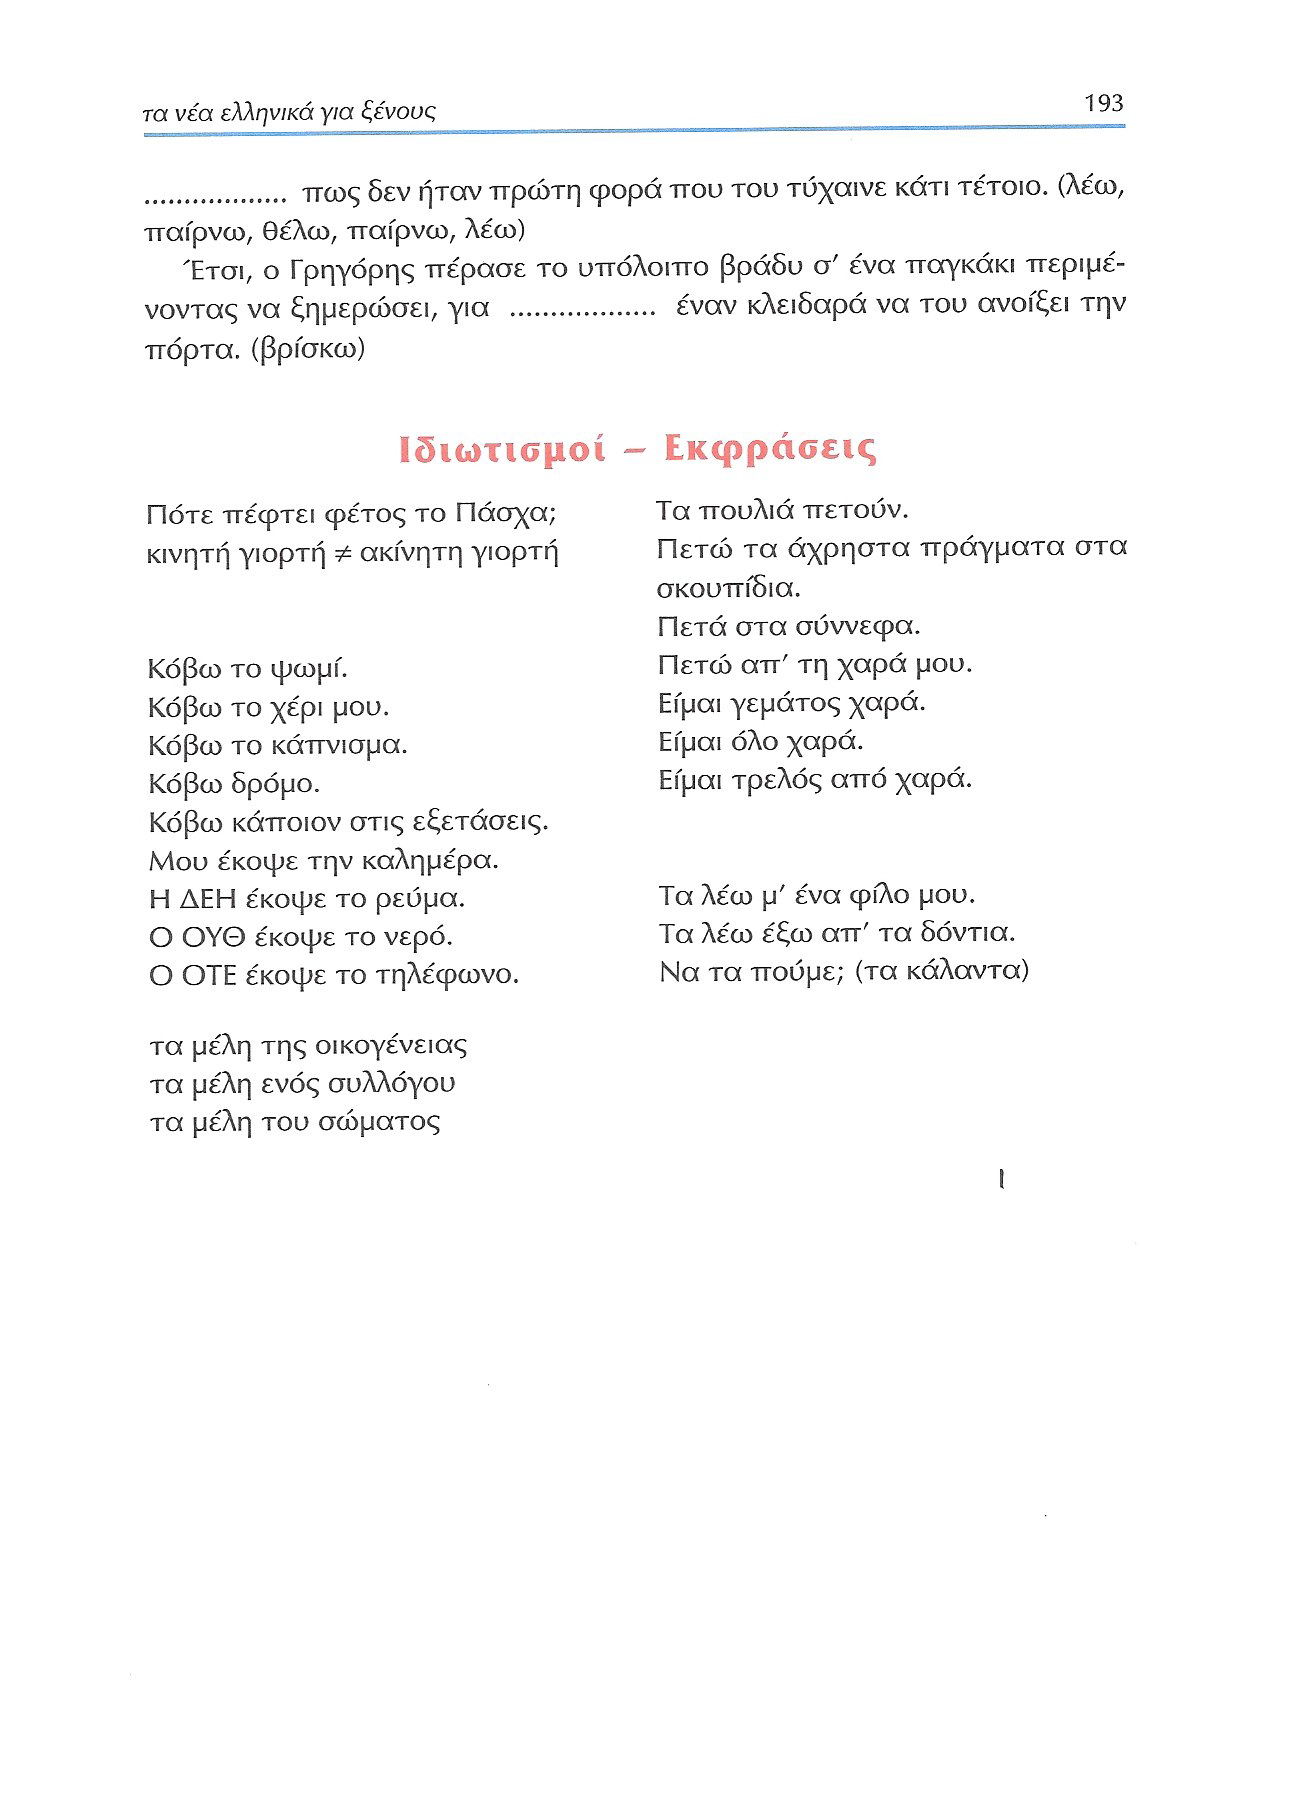 τα νέα ελληνικά για ξένους
193
.................. πως δεν ήταν πρώτη φορά που του τύχαινε κάτι τέτοιο. (λέω,
παίρνω, θέλω, παίρνω, λέω)
Έτσι, ο Γρηγόρης πέρασε το υπόλοιπο βράδυ σ' ένα παγκάκι περιμέ-
νοντας να ξημερώσει, για .................. έναν κλειδαρά να του ανοίξει την
πόρτα. (βρίσκω)
Ιδιωτισμοί – Εκφράσεις
Πότε πέφτει φέτος το Πάσχα;
κινητή γιορτή ≠ ακίνητη γιορτή
Κόβω το ψωμί.
Κόβω το χέρι μου.
Κόβω το κάπνισμα.
Κόβω δρόμο.
Κόβω κάποιον στις εξετάσεις.
Μου έκοψε την καλημέρα.
Η ΔΕΗ έκοψε το ρεύμα.
Ο ΟΥΘ έκοψε το νερό.
Ο ΟΤΕ έκοψε το τηλέφωνο.
τα μέλη της οικογένειας
τα μέλη ενός συλλόγου
τα μέλη του σώματος
Τα πουλιά πετούν.
Πετώ τα άχρηστα πράγματα στα
σκουπίδια.
Πετά στα σύννεφα.
Πετώ απ' τη χαρά μου.
Είμαι γεμάτος χαρά.
Είμαι όλο χαρά.
Είμαι τρελός από χαρά.
Τα λέω μ' ένα φίλο μου.
Τα λέω έξω απ' τα δόντια.
Να τα πούμε; (τα κάλαντα)